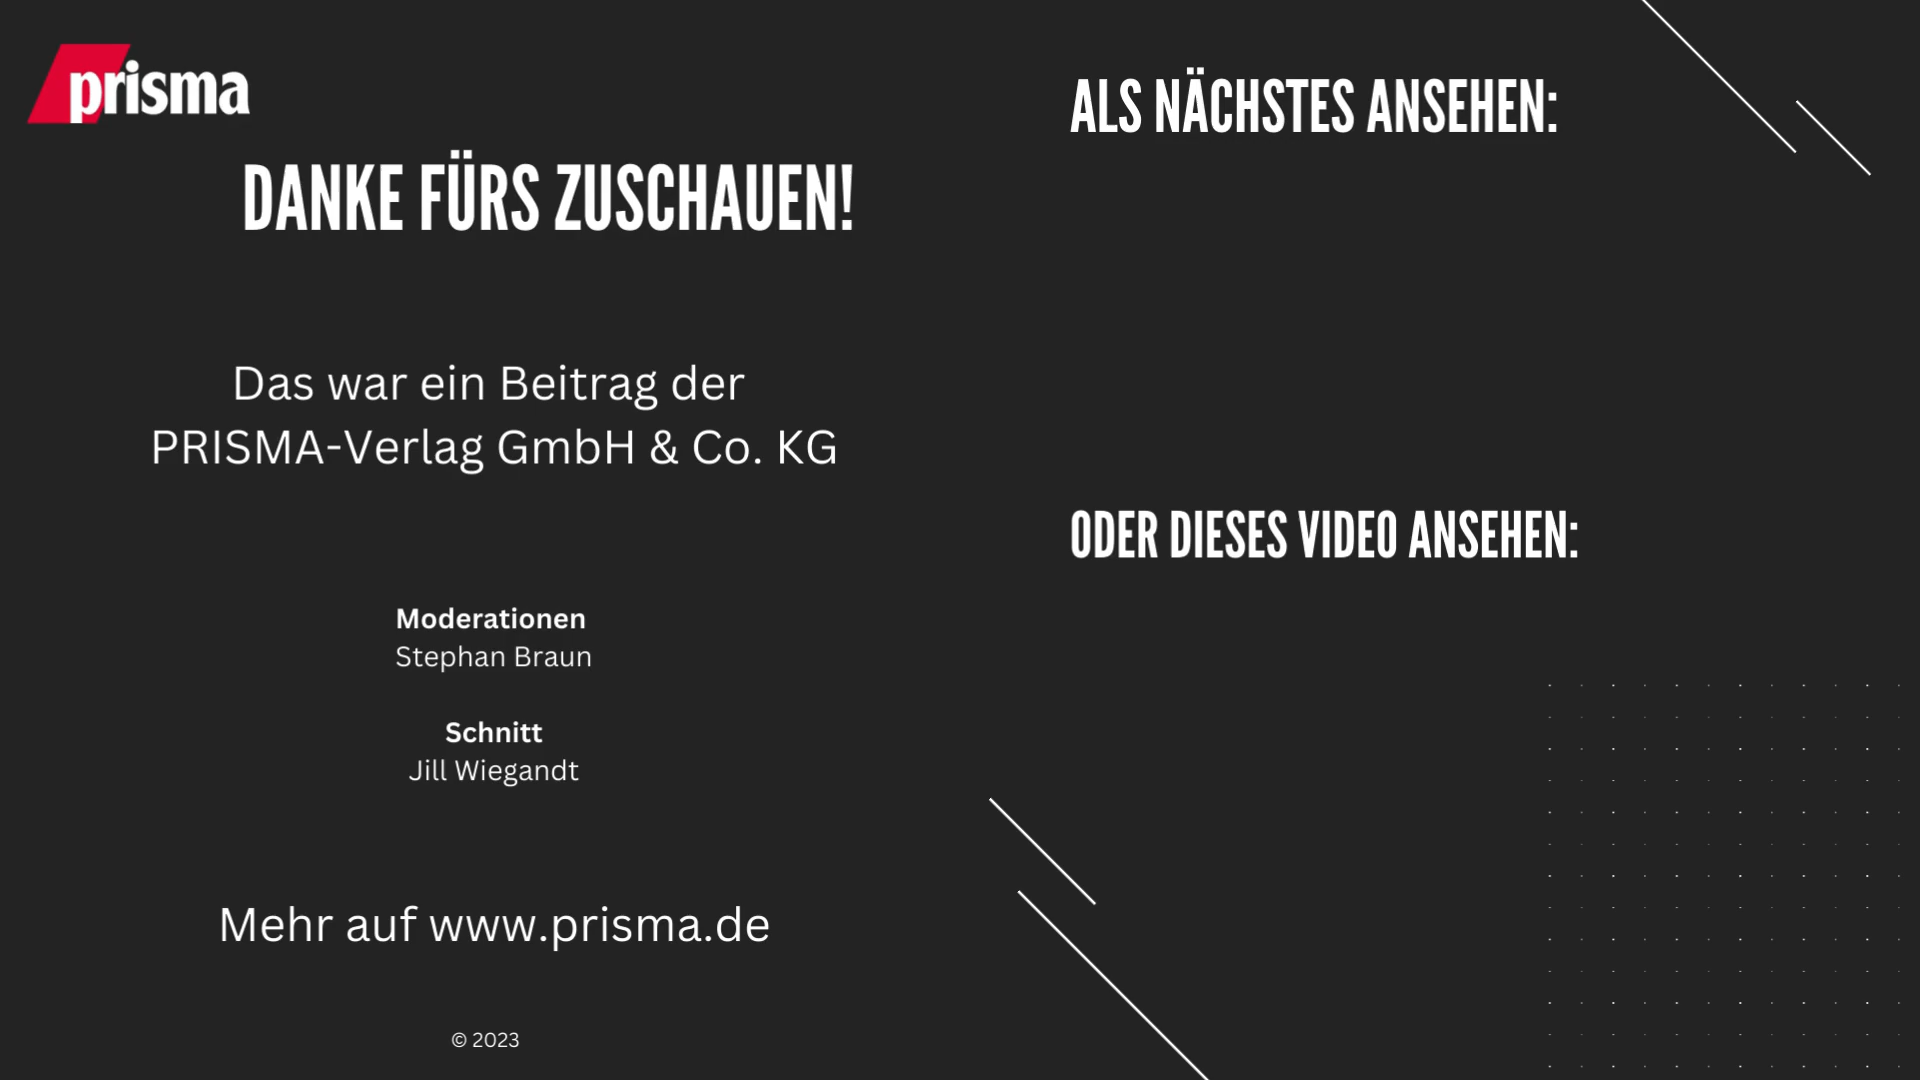 prisma
DANKE FÜRS ZUSCHAUEN!
Das war ein Beitrag der
PRISMA-Verlag GmbH & Co. KG
Moderationen
Stephan Braun
Schnitt
Jill Wiegandt
Mehr auf www.prisma.de
© 2023
ALS NÄCHSTES ANSEHEN:
ODER DIESES VIDEO ANSEHEN: